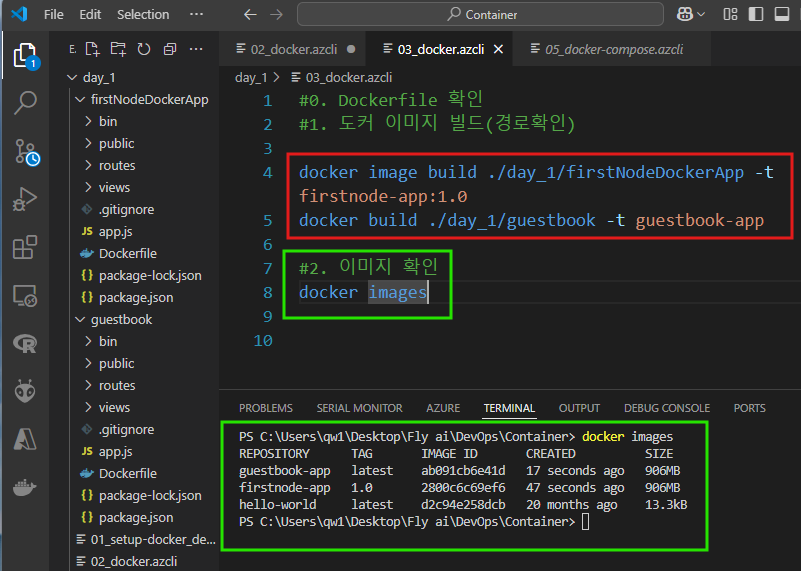 File Edit Selection ··· Container
E. ···
02_docker.azcli
03_docker.azcli
05_docker-compose.azcli
day_1 > 03_docker.azcli
1
day_1
firstNodeDockerApp
bin
public
routes
views
.gitignore
JS app.js
Dockerfile
{} package-lock.json
{} package.json
guestbook
bin
public
routes
views
.gitignore
JS app.js
Dockerfile
{} package-lock.json
{} package.json
01_setup-docker_de...
02_docker.azcli
1 #0. Dockerfile 확인
2 #1. 도커 이미지 빌드(경로확인)
3
4 docker image build ./day_1/firstNodeDockerApp -t
firstnode-app:1.0
5 docker build ./day_1/guestbook -t guestbook-app
6
7 #2. 이미지 확인
8 docker images
9
10
PROBLEMS SERIAL MONITOR AZURE TERMINAL OUTPUT DEBUG CONSOLE PORTS
PS C:\Users\qw1\Desktop\Fly ai\DevOps\Container> docker images
REPOSITORY TAG IMAGE ID CREATED SIZE
guestbook-app latest ab091cb6e41d 17 seconds ago 906MB
firstnode-app 1.0 2800c6c69ef6 47 seconds ago 906MB
hello-world latest d2c94e258dcb 20 months ago 13.3kB
PS C:\Users\qw1\Desktop\Fly ai\DevOps\Container>